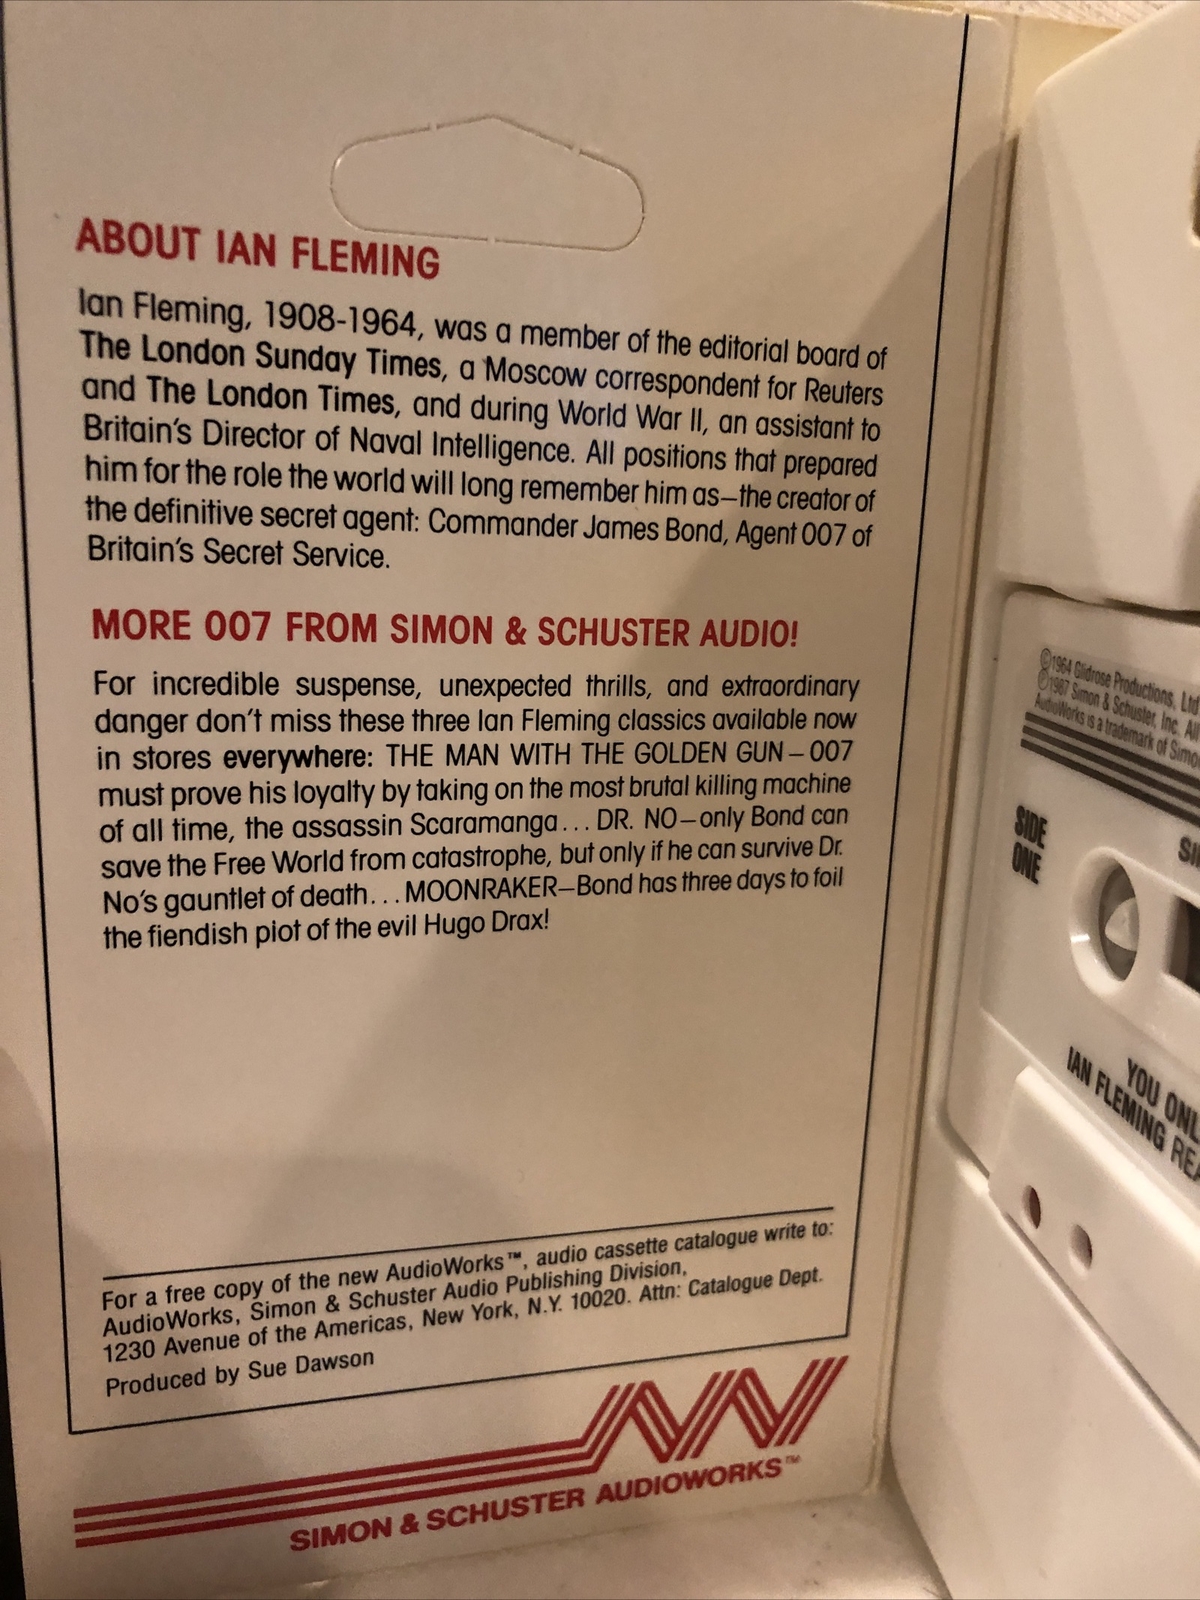 ABOUT IAN FLEMING
Ian Fleming, 1908-1964, was a member of the editorial board of
The London Sunday Times, a Moscow correspondent for Reuters
and The London Times, and during World War II, an assistant to
Britain's Director of Naval Intelligence. All positions that prepared
him for the role the world will long remember him as—the creator of
the definitive secret agent: Commander James Bond, Agent 007 of
Britain's Secret Service.
MORE 007 FROM SIMON & SCHUSTER AUDIO!
For incredible suspense, unexpected thrills, and extraordinary
danger don't miss these three Ian Fleming classics available now
in stores everywhere: THE MAN WITH THE GOLDEN GUN–007
must prove his loyalty by taking on the most brutal killing machine
of all time, the assassin Scaramanga... DR. NO—only Bond can
save the Free World from catastrophe, but only if he can survive Dr.
No's gauntlet of death... MOONRAKER—Bond has three days to foil
the fiendish plot of the evil Hugo Drax!
For a free copy of the new AudioWorks™, audio cassette catalogue write to:
AudioWorks, Simon & Schuster Audio Publishing Division,
1230 Avenue of the Americas, New York, N.Y. 10020. Attn: Catalogue Dept.
Produced by Sue Dawson
SIMON & SCHUSTER AUDIOWORKS™
©1964 Glidrose Productions, Ltd
℗1987 Simon & Schuster, Inc. All
AudioWorks is a trademark of Simo
SIDE
ONE
YOU ONL
IAN FLEMING REA